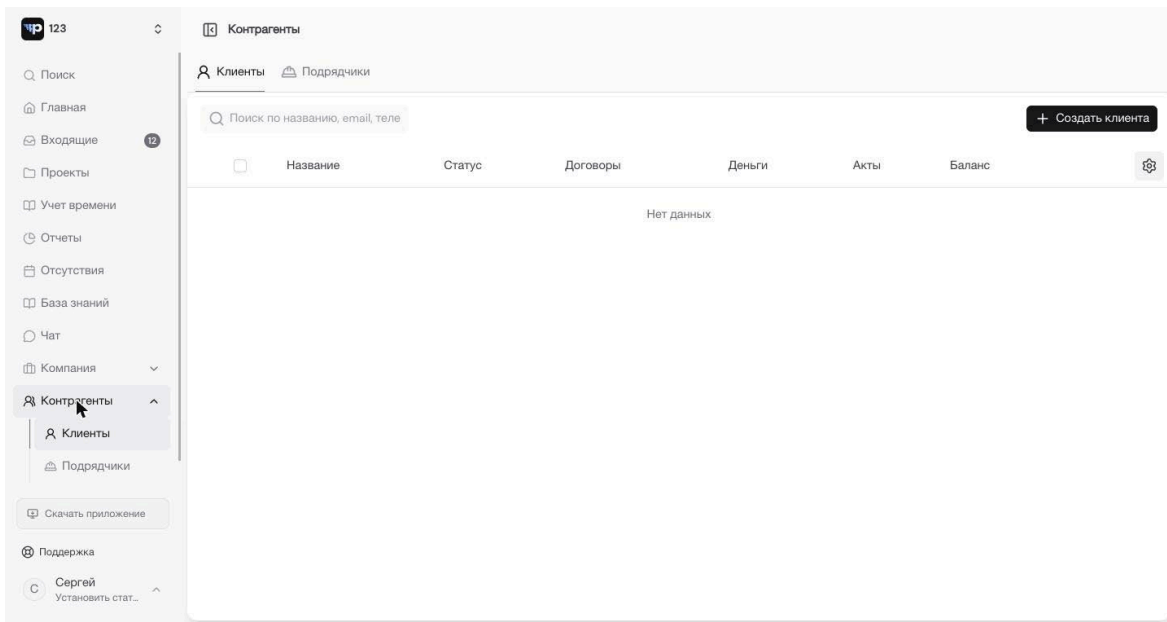 123
Поиск
Главная
Входящие 12
Проекты
Учет времени
Отчеты
Отсутствия
База знаний
Чат
Компания
Контрагенты
Клиенты
Подрядчики
Скачать приложение
Поддержка
С Сергей
Установить стат...
Контрагенты
Клиенты Подрядчики
Поиск по названию, email, теле
+ Создать клиента
Название Статус Договоры Деньги Акты Баланс
Нет данных